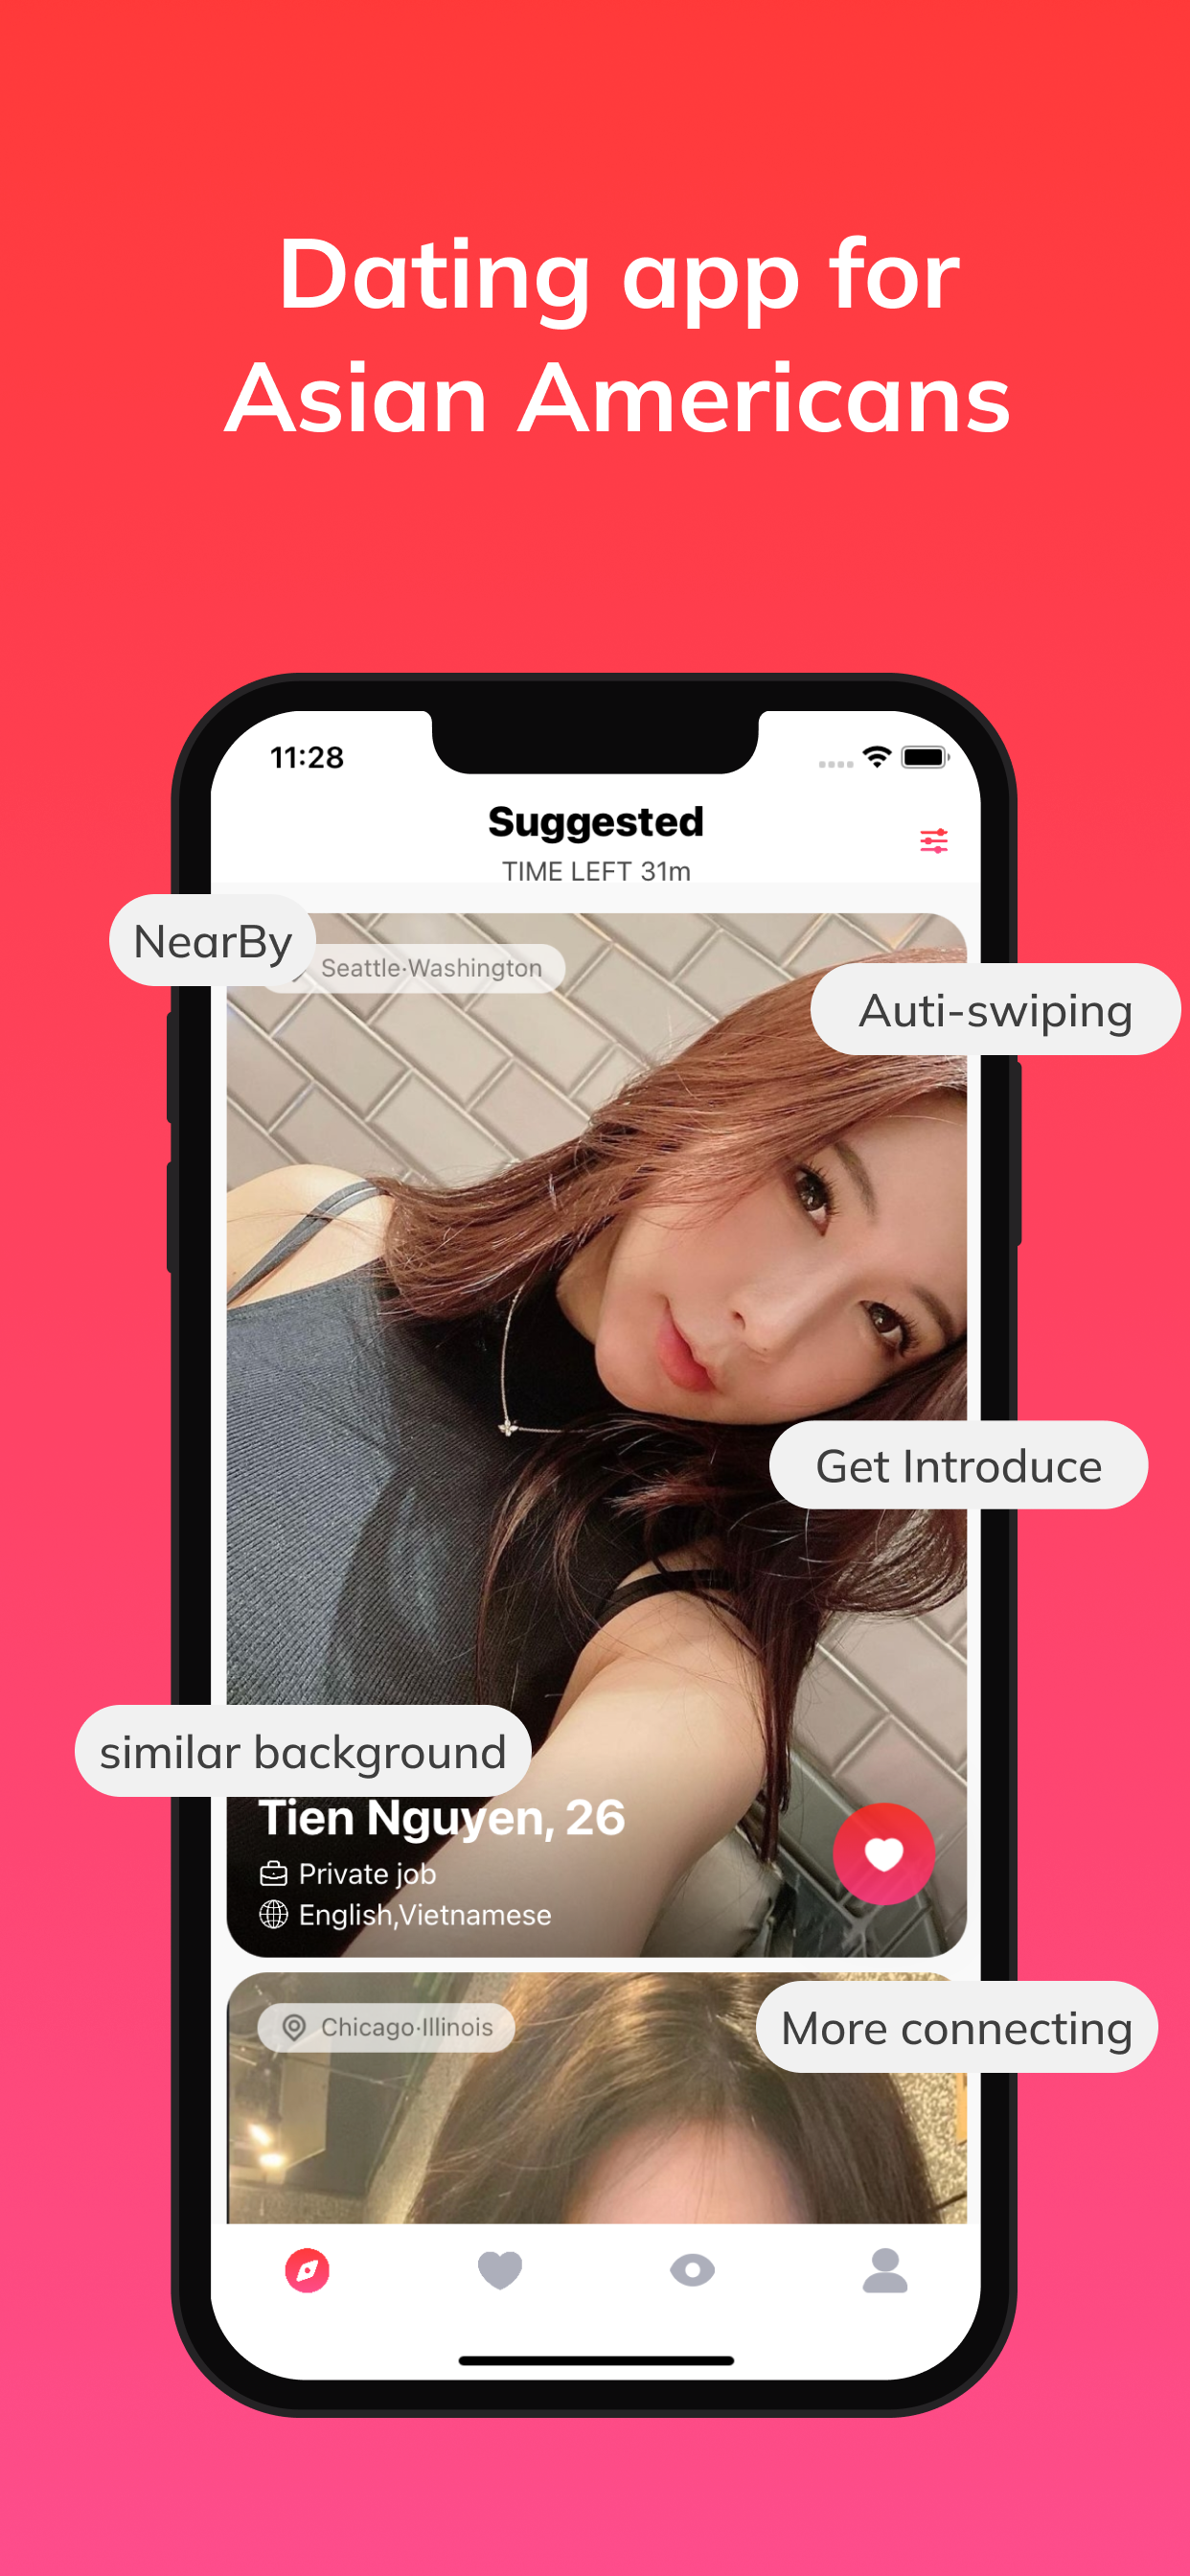 Dating app for
Asian Americans
11:28
Suggested
TIME LEFT 31m
NearBy
Seattle·Washington
Auti-swiping
Get Introduce
similar background
Tien Nguyen, 26
Private job
English,Vietnamese
More connecting
Chicago·Illinois